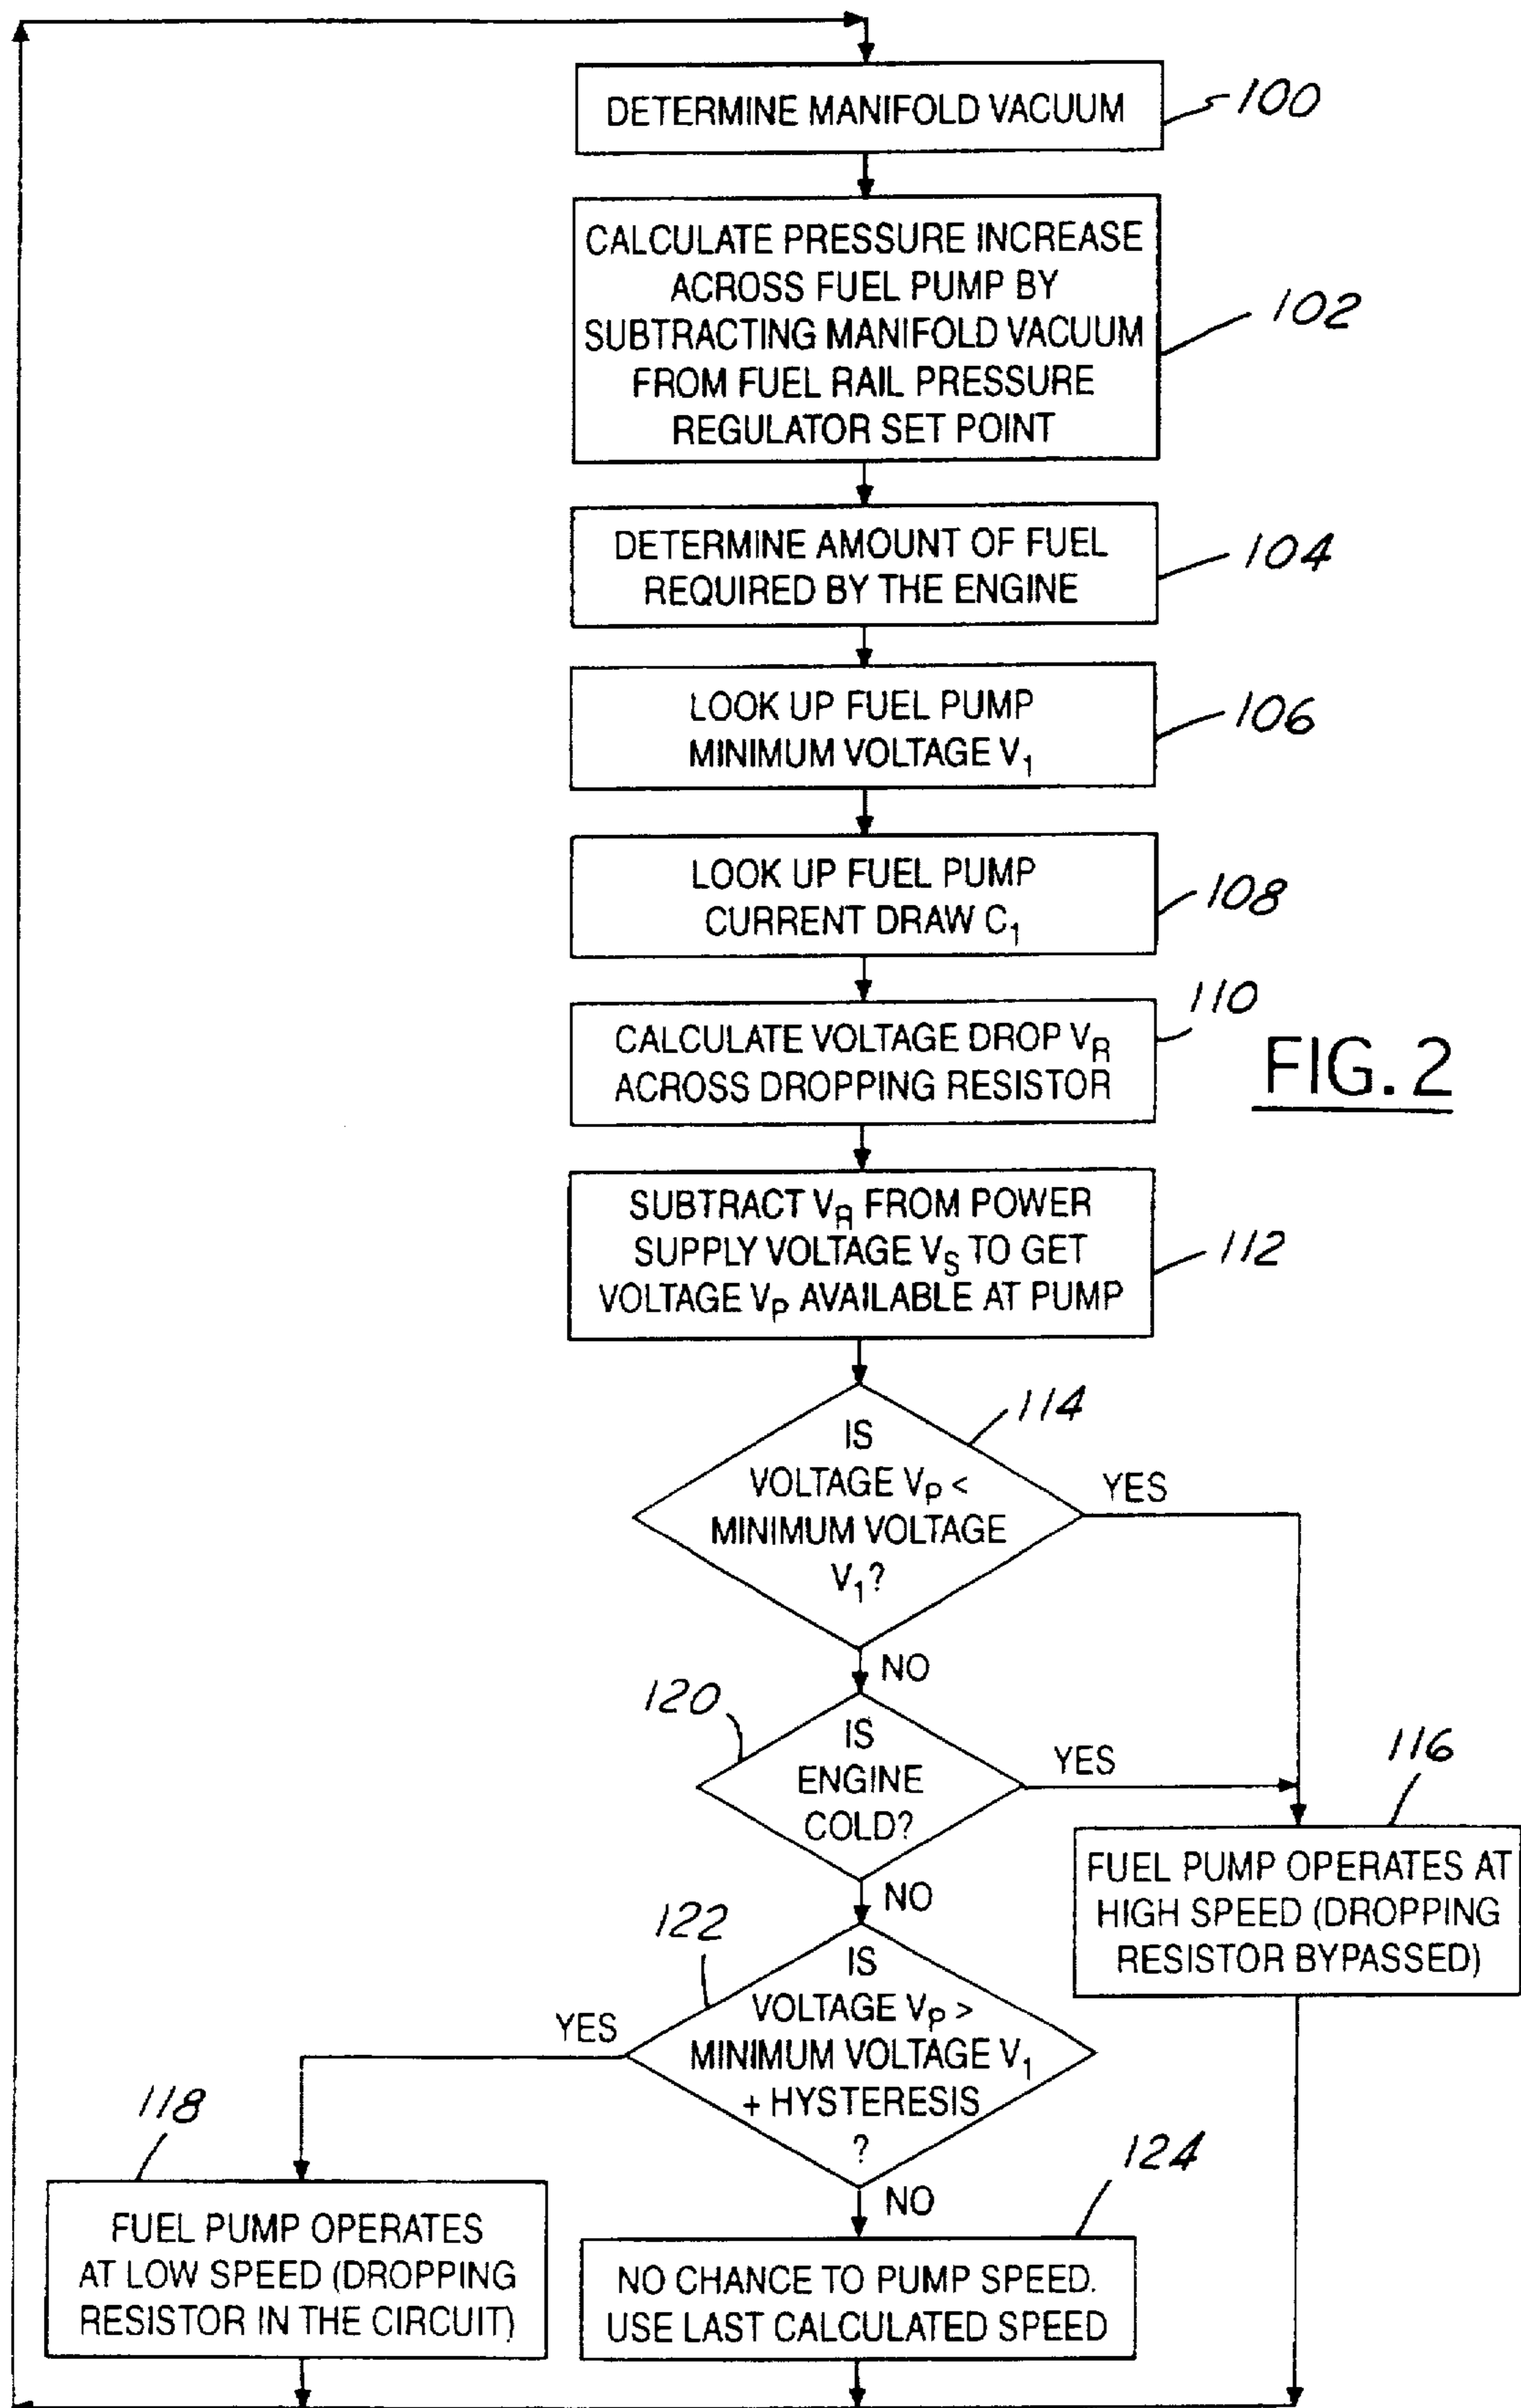 DETERMINE MANIFOLD VACUUM
100
CALCULATE PRESSURE INCREASE
ACROSS FUEL PUMP BY
SUBTRACTING MANIFOLD VACUUM
FROM FUEL RAIL PRESSURE
REGULATOR SET POINT
102
DETERMINE AMOUNT OF FUEL
REQUIRED BY THE ENGINE
104
LOOK UP FUEL PUMP
MINIMUM VOLTAGE V1
106
LOOK UP FUEL PUMP
CURRENT DRAW C1
108
CALCULATE VOLTAGE DROP VR
ACROSS DROPPING RESISTOR
110
FIG. 2
SUBTRACT VR FROM POWER
SUPPLY VOLTAGE VS TO GET
VOLTAGE VP AVAILABLE AT PUMP
112
IS
VOLTAGE VP <
MINIMUM VOLTAGE
V1?
114
YES
NO
120
IS
ENGINE
COLD?
YES
NO
116
FUEL PUMP OPERATES AT
HIGH SPEED (DROPPING
RESISTOR BYPASSED)
122
IS
VOLTAGE VP >
MINIMUM VOLTAGE V1
+ HYSTERESIS
?
YES
NO
118
FUEL PUMP OPERATES
AT LOW SPEED (DROPPING
RESISTOR IN THE CIRCUIT)
124
NO CHANCE TO PUMP SPEED.
USE LAST CALCULATED SPEED